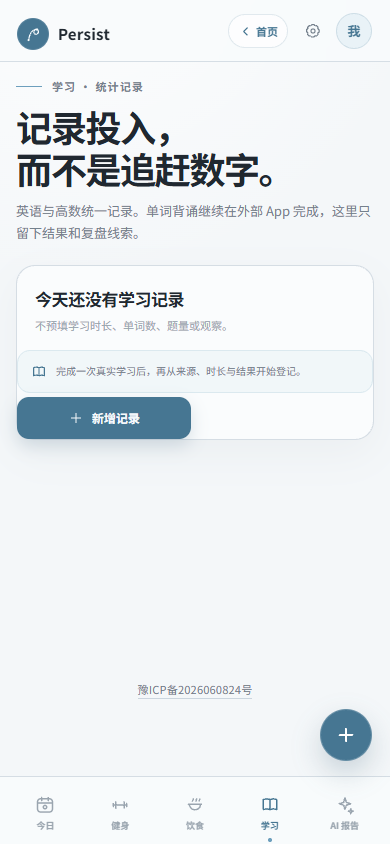 Persist
首页
我
学习 · 统计记录
记录投入，
而不是追赶数字。
英语与高数统一记录。单词背诵继续在外部 App 完成，这里只
留下结果和复盘线索。
今天还没有学习记录
不预填学习时长、单词数、题量或观察。
完成一次真实学习后，再从来源、时长与结果开始登记。
新增记录
豫ICP备2026060824号
今日
健身
饮食
学习
AI 报告